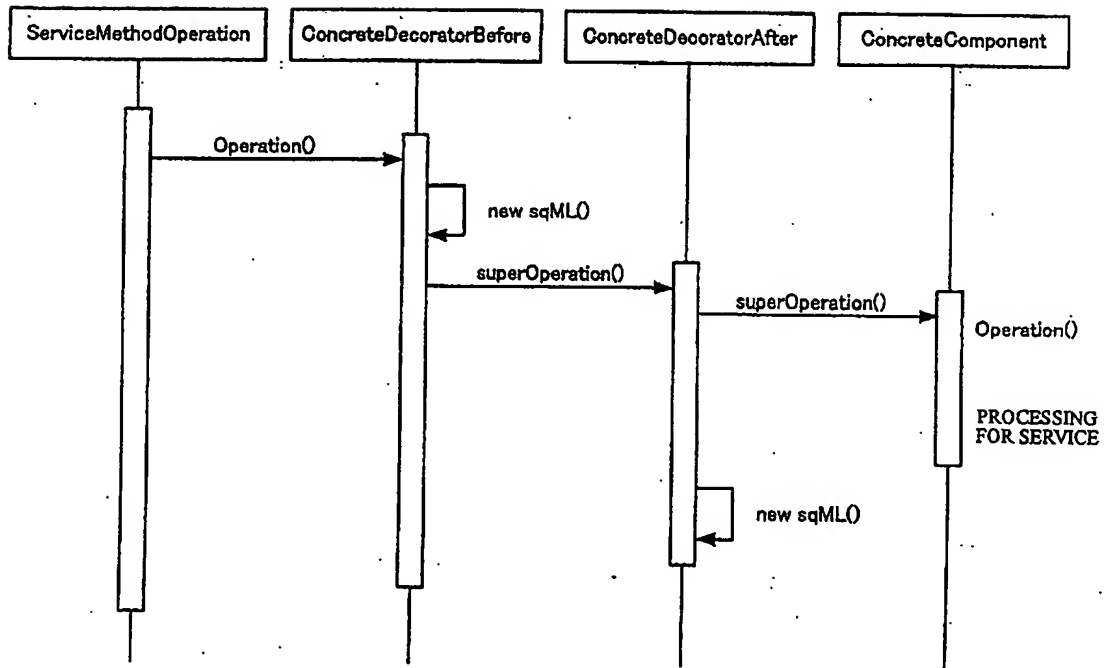 ServiceMethodOperation
ConcreteDecoratorBefore
ConcreteDecoratorAfter
ConcreteComponent
Operation()
new sqML()
superOperation()
superOperation()
Operation()
PROCESSING
FOR SERVICE
new sqML()